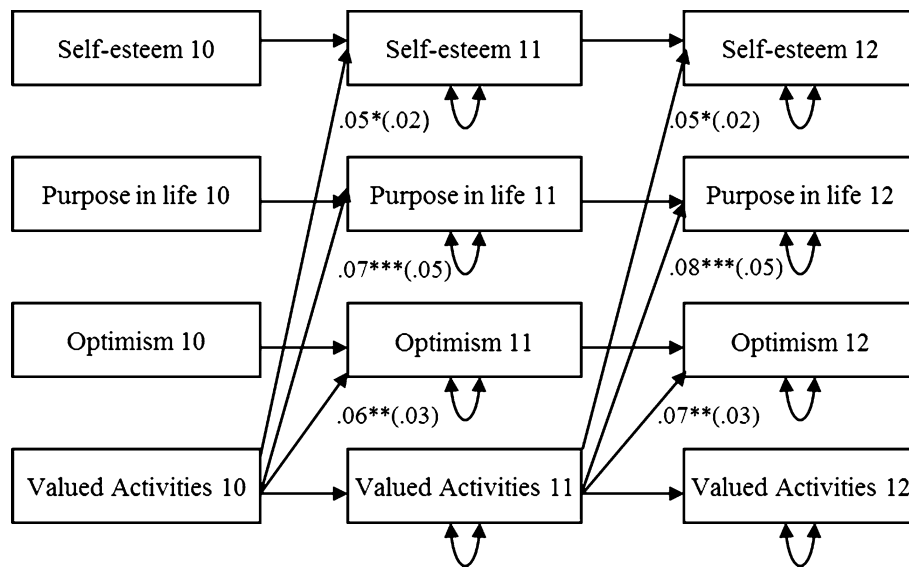 Self-esteem 10
Self-esteem 11
Self-esteem 12
.05*(.02)
.05*(.02)
Purpose in life 10
Purpose in life 11
Purpose in life 12
.07***(.05)
.08***(.05)
Optimism 10
Optimism 11
Optimism 12
.06**(.03)
.07**(.03)
Valued Activities 10
Valued Activities 11
Valued Activities 12